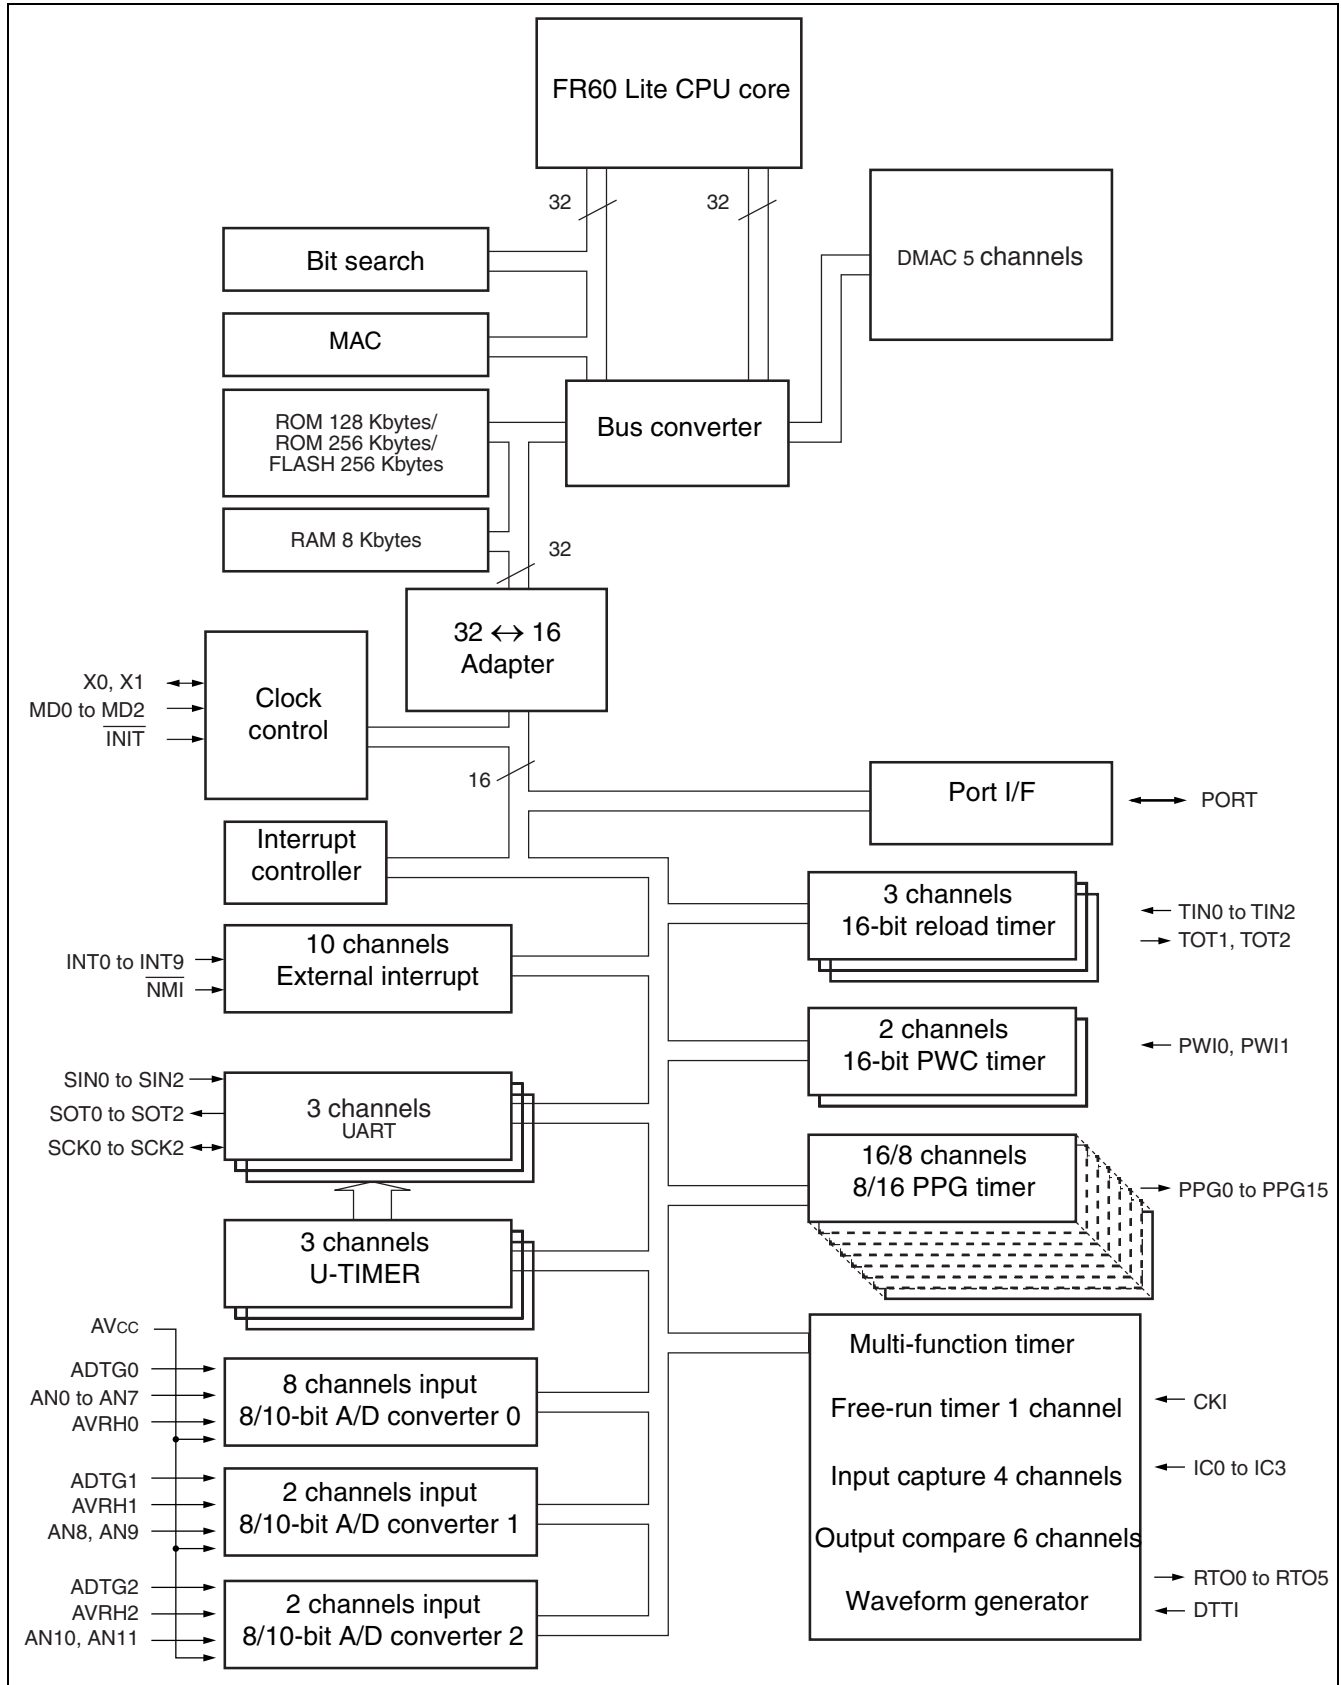 FR60 Lite CPU core
32
32
Bit search
DMAC 5 channels
MAC
ROM 128 Kbytes/
ROM 256 Kbytes/
FLASH 256 Kbytes
Bus converter
RAM 8 Kbytes
32
32 ↔ 16
Adapter
X0, X1
MD0 to MD2
INIT
Clock
control
16
Port I/F
PORT
Interrupt
controller
3 channels
16-bit reload timer
TIN0 to TIN2
TOT1, TOT2
INT0 to INT9
NMI
10 channels
External interrupt
2 channels
16-bit PWC timer
PWI0, PWI1
SIN0 to SIN2
SOT0 to SOT2
SCK0 to SCK2
3 channels
UART
16/8 channels
8/16 PPG timer
PPG0 to PPG15
3 channels
U-TIMER
AVCC
ADTG0
AN0 to AN7
AVRH0
8 channels input
8/10-bit A/D converter 0
ADTG1
AVRH1
AN8, AN9
2 channels input
8/10-bit A/D converter 1
ADTG2
AVRH2
AN10, AN11
2 channels input
8/10-bit A/D converter 2
Multi-function timer
Free-run timer 1 channel
CKI
Input capture 4 channels
IC0 to IC3
Output compare 6 channels
Waveform generator
RTO0 to RTO5
DTTI